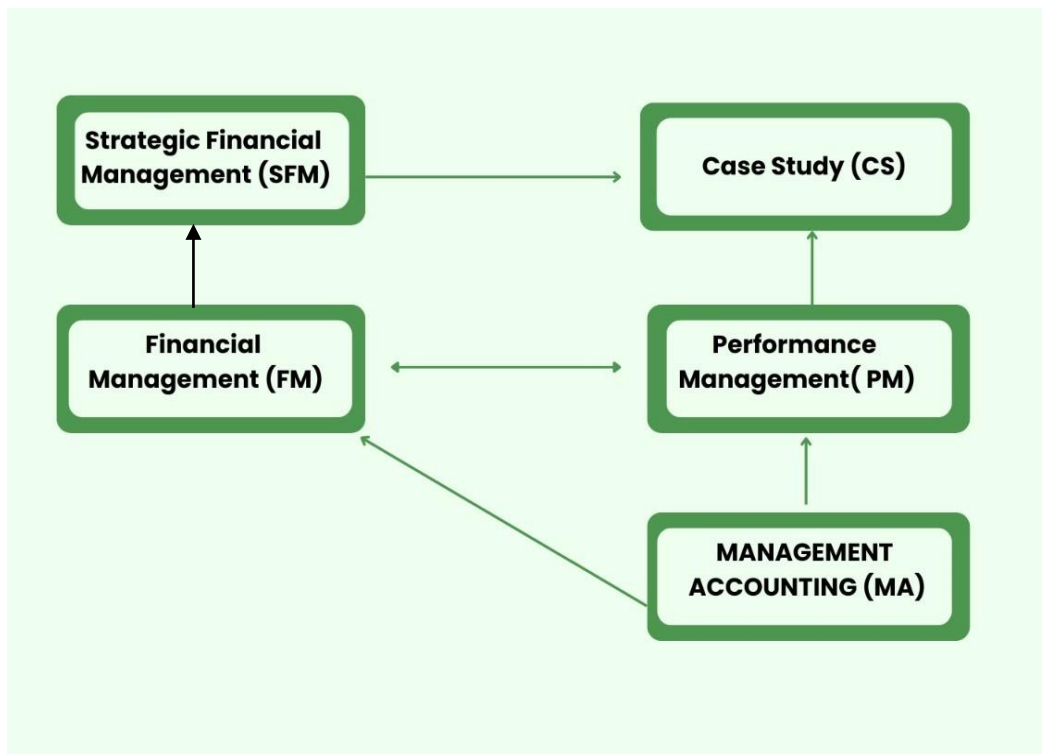 Strategic Financial
Management (SFM)
Case Study (CS)
Financial
Management (FM)
Performance
Management( PM)
MANAGEMENT
ACCOUNTING (MA)